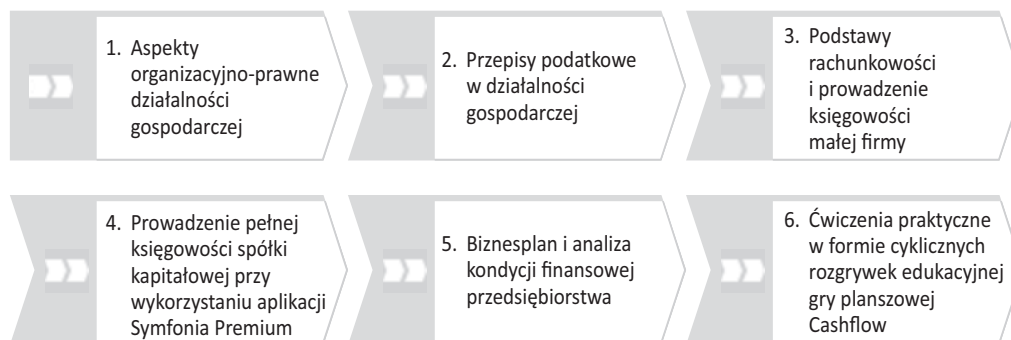 1. Aspekty
organizacyjno-prawne
działalności
gospodarczej
2. Przepisy podatkowe
w działalności
gospodarczej
3. Podstawy
rachunkowości
i prowadzenie
księgowości
małej firmy
4. Prowadzenie pełnej
księgowości spółki
kapitałowej przy
wykorzystaniu aplikacji
Symfonia Premium
5. Biznesplan i analiza
kondycji finansowej
przedsiębiorstwa
6. Ćwiczenia praktyczne
w formie cyklicznych
rozgrywek edukacyjnej
gry planszowej
Cashflow